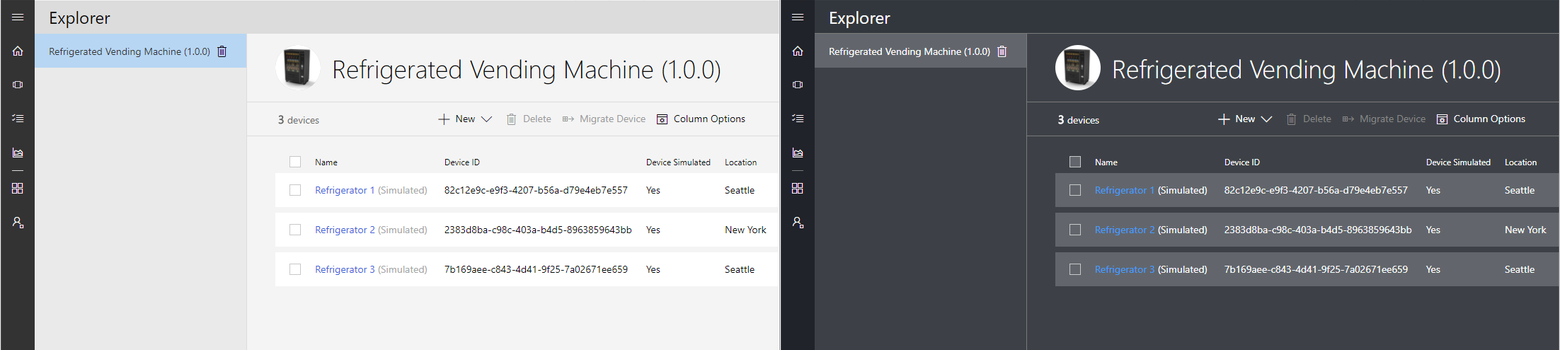 Explorer
Refrigerated Vending Machine (1.0.0)
Refrigerated Vending Machine (1.0.0)
3 devices
New
Delete
Migrate Device
Column Options
Name Device ID Device Simulated Location
Refrigerator 1 (Simulated) 82c12e9c-e9f3-4207-b56a-d79e4eb7e557 Yes Seattle
Refrigerator 2 (Simulated) 2383d8ba-c98c-403a-b4d5-8963859643bb Yes New York
Refrigerator 3 (Simulated) 7b169aee-c843-4d41-9f25-7a02671ee659 Yes Seattle
Explorer
Refrigerated Vending Machine (1.0.0)
Refrigerated Vending Machine (1.0.0)
3 devices
New
Delete
Migrate Device
Column Options
Name Device ID Device Simulated Location
Refrigerator 1 (Simulated) 82c12e9c-e9f3-4207-b56a-d79e4eb7e557 Yes Seattle
Refrigerator 2 (Simulated) 2383d8ba-c98c-403a-b4d5-8963859643bb Yes New York
Refrigerator 3 (Simulated) 7b169aee-c843-4d41-9f25-7a02671ee659 Yes Seattle